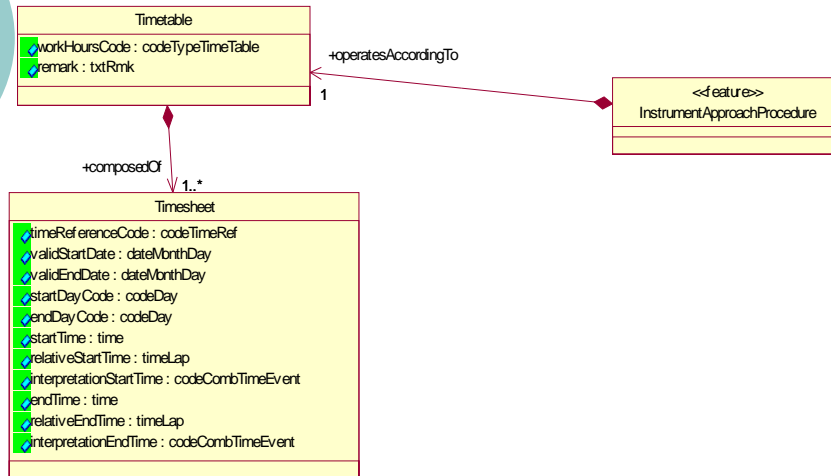 Timetable
workHoursCode : codeTypeTimeTable
remark : txtRmk
+operatesAccordingTo
1
<<feature>>
InstrumentApproachProcedure
+composedOf
1..*
Timesheet
timeReferenceCode : codeTimeRef
validStartDate : dateMonthDay
validEndDate : dateMonthDay
startDayCode : codeDay
endDayCode : codeDay
startTime : time
relativeStartTime : timeLap
interpretationStartTime : codeCombTimeEvent
endTime : time
relativeEndTime : timeLap
interpretationEndTime : codeCombTimeEvent